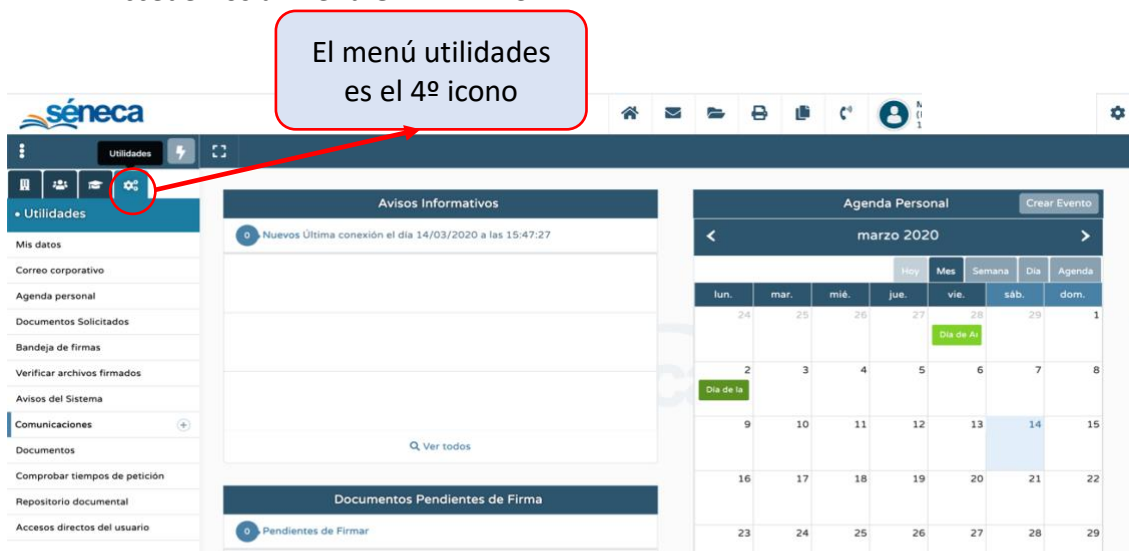 El menú utilidades
es el 4º icono
séneca
Utilidades
• Utilidades
Mis datos
Correo corporativo
Agenda personal
Documentos Solicitados
Bandeja de firmas
Verificar archivos firmados
Avisos del Sistema
Comunicaciones
Documentos
Comprobar tiempos de petición
Repositorio documental
Accesos directos del usuario
Avisos Informativos
0 Nuevos Última conexión el día 14/03/2020 a las 15:47:27
Ver todos
Documentos Pendientes de Firma
0 Pendientes de Firmar
Agenda Personal Crear Evento
marzo 2020
Hoy Mes Semana Día Agenda
lun. mar. mié. jue. vie. sáb. dom.
24 25 26 27 28 29 1
Día de A
2 3 4 5 6 7 8
Día de la
9 10 11 12 13 14 15
16 17 18 19 20 21 22
23 24 25 26 27 28 29